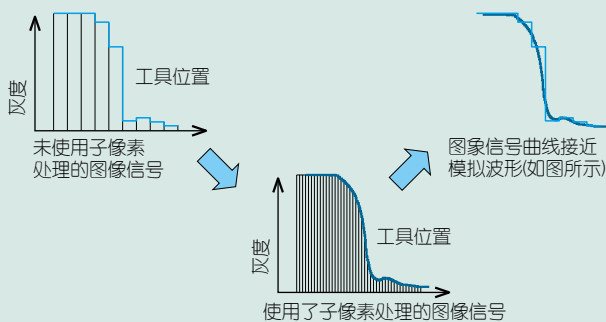 灰度
工具位置
未使用子像素
处理的图像信号
图象信号曲线接近
模拟波形(如图所示)
灰度
工具位置
使用了子像素处理的图像信号